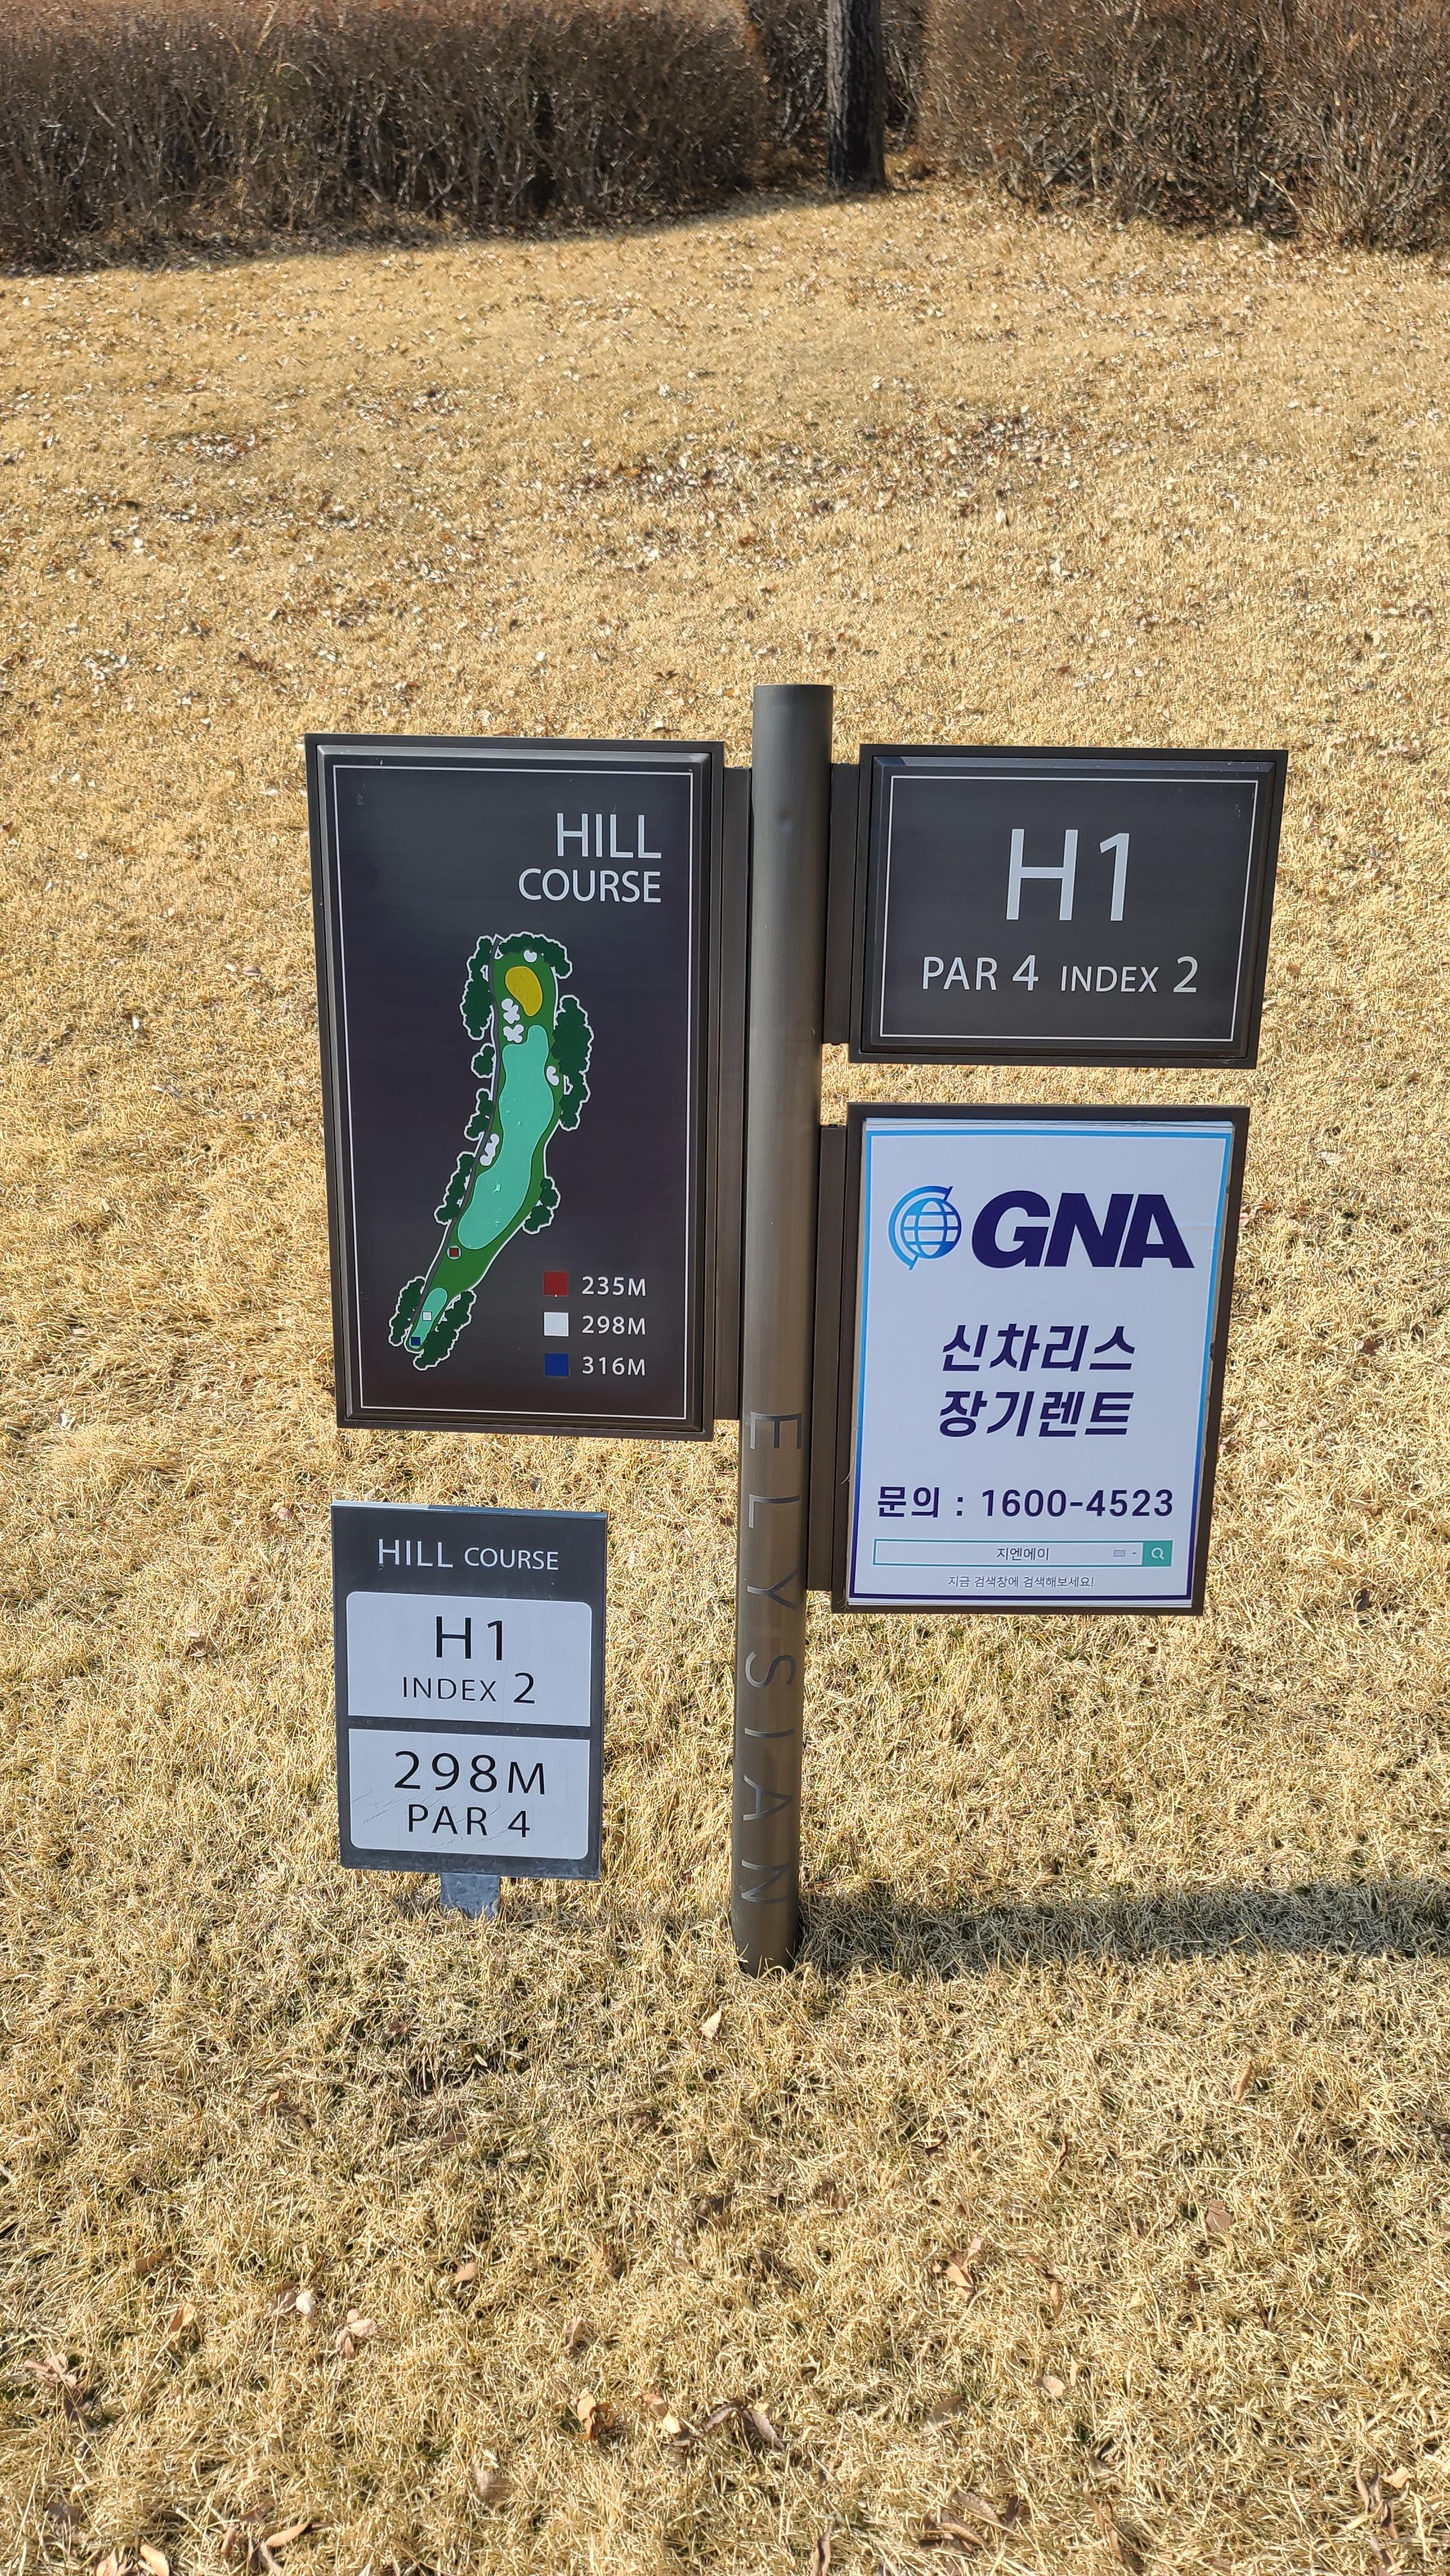 HILL
COURSE
235M
298M
316M
H1
PAR 4 INDEX 2
GNA
신차리스
장기렌트
문의 : 1600-4523
지엔에이
지금 검색창에 검색해보세요!
ELYSIAN
HILL COURSE
H1
INDEX 2
298M
PAR 4